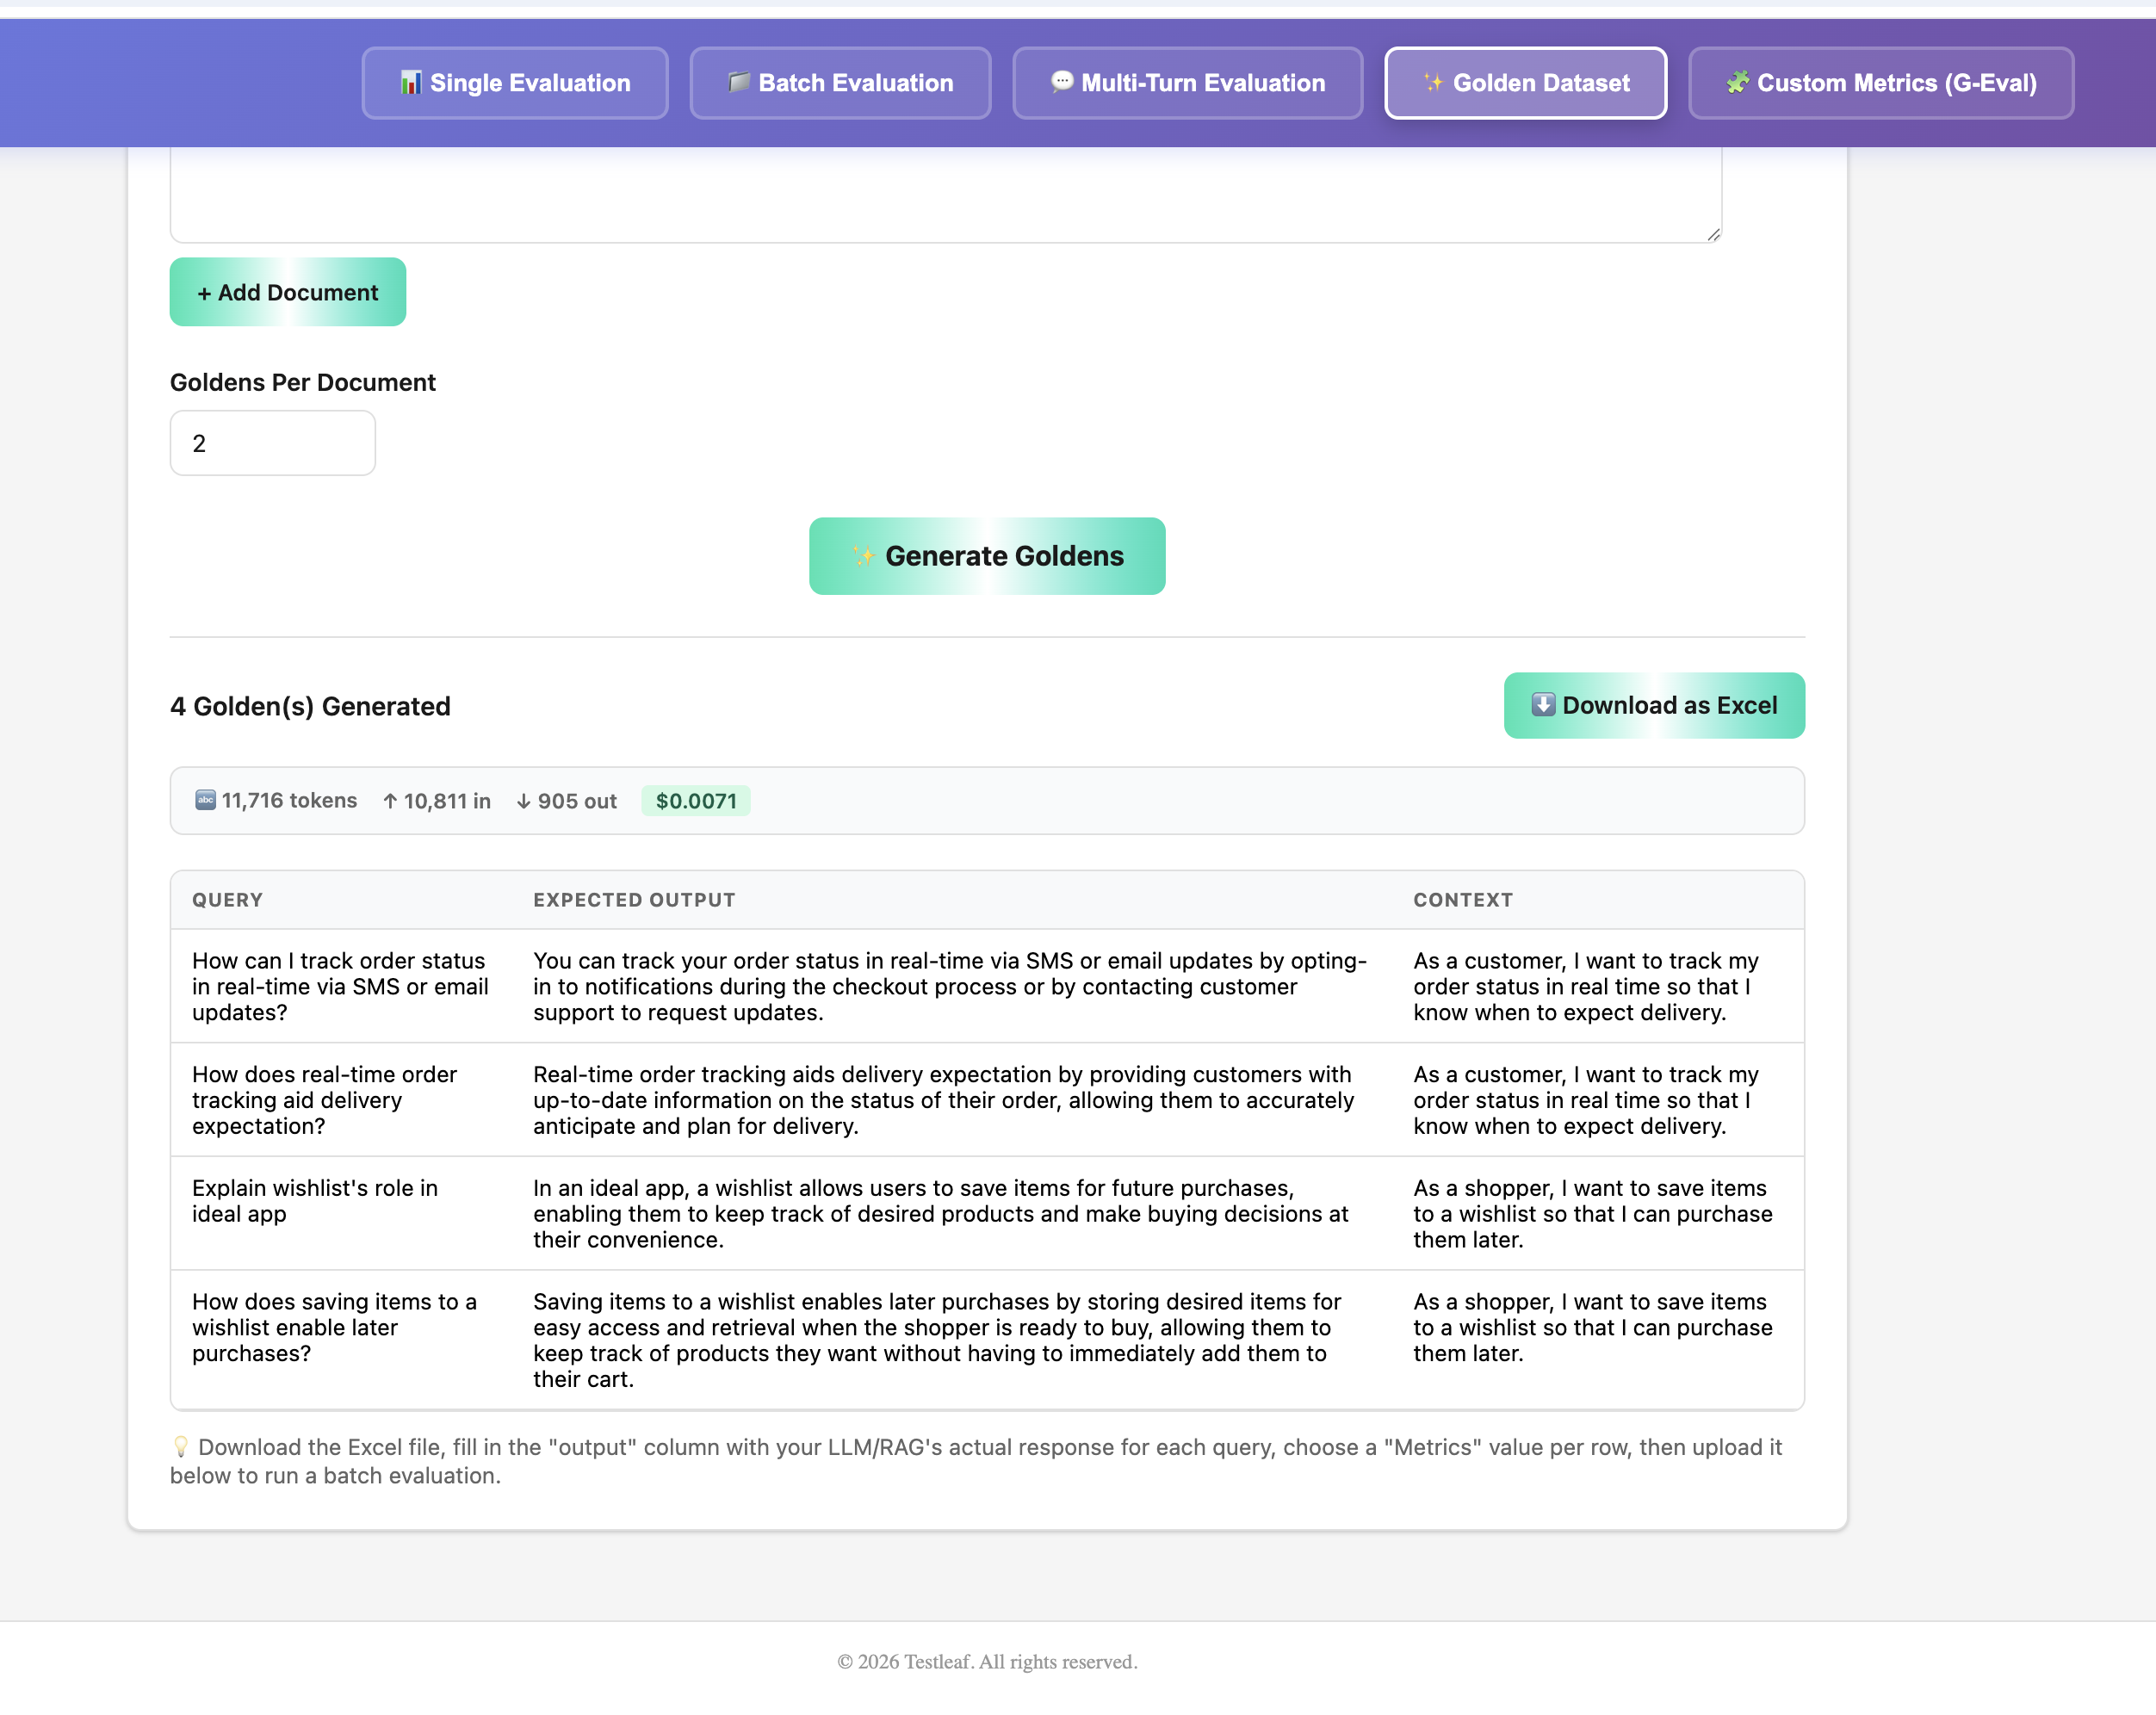 Single Evaluation
Batch Evaluation
Multi-Turn Evaluation
Golden Dataset
Custom Metrics (G-Eval)
+ Add Document
Goldens Per Document
2
Generate Goldens
4 Golden(s) Generated
Download as Excel
abc 11,716 tokens ↑ 10,811 in ↓ 905 out $0.0071
QUERY
EXPECTED OUTPUT
CONTEXT
How can I track order status
in real-time via SMS or email
updates?
You can track your order status in real-time via SMS or email updates by opting-
in to notifications during the checkout process or by contacting customer
support to request updates.
As a customer, I want to track my
order status in real time so that I
know when to expect delivery.
How does real-time order
tracking aid delivery
expectation?
Real-time order tracking aids delivery expectation by providing customers with
up-to-date information on the status of their order, allowing them to accurately
anticipate and plan for delivery.
As a customer, I want to track my
order status in real time so that I
know when to expect delivery.
Explain wishlist's role in
ideal app
In an ideal app, a wishlist allows users to save items for future purchases,
enabling them to keep track of desired products and make buying decisions at
their convenience.
As a shopper, I want to save items
to a wishlist so that I can purchase
them later.
How does saving items to a
wishlist enable later
purchases?
Saving items to a wishlist enables later purchases by storing desired items for
easy access and retrieval when the shopper is ready to buy, allowing them to
keep track of products they want without having to immediately add them to
their cart.
As a shopper, I want to save items
to a wishlist so that I can purchase
them later.
Download the Excel file, fill in the "output" column with your LLM/RAG's actual response for each query, choose a "Metrics" value per row, then upload it
below to run a batch evaluation.
© 2026 Testleaf. All rights reserved.